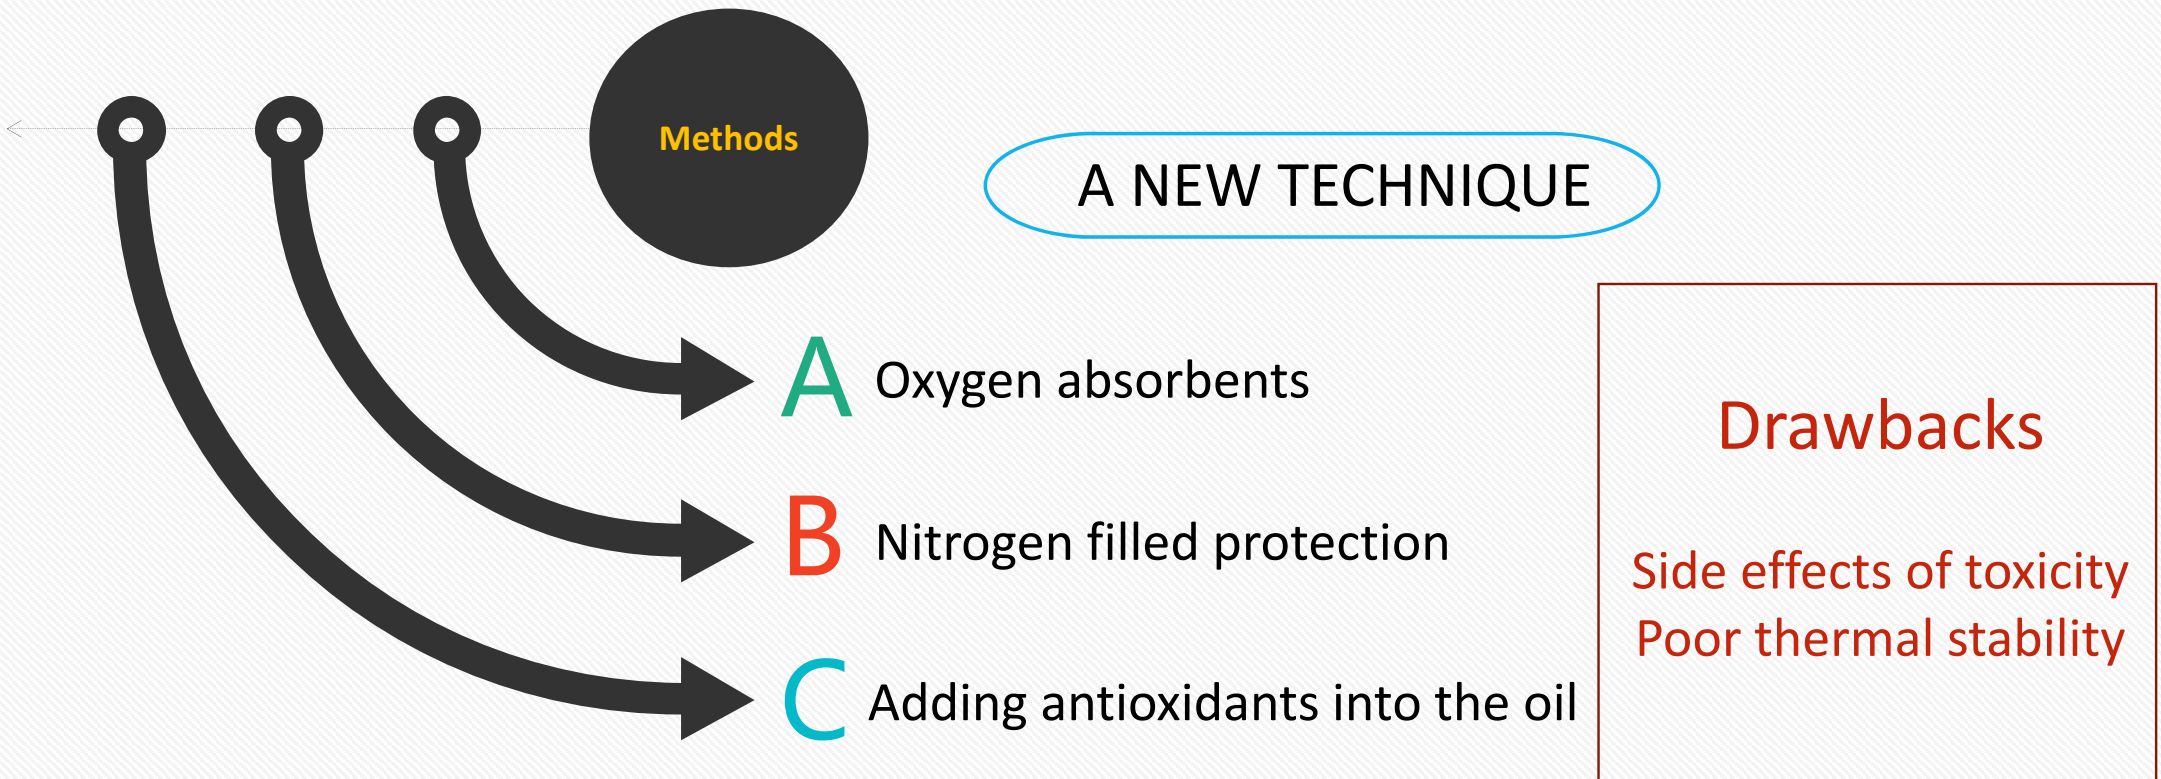 Methods
A NEW TECHNIQUE
A Oxygen absorbents
B Nitrogen filled protection
C Adding antioxidants into the oil
Drawbacks
Side effects of toxicity
Poor thermal stability